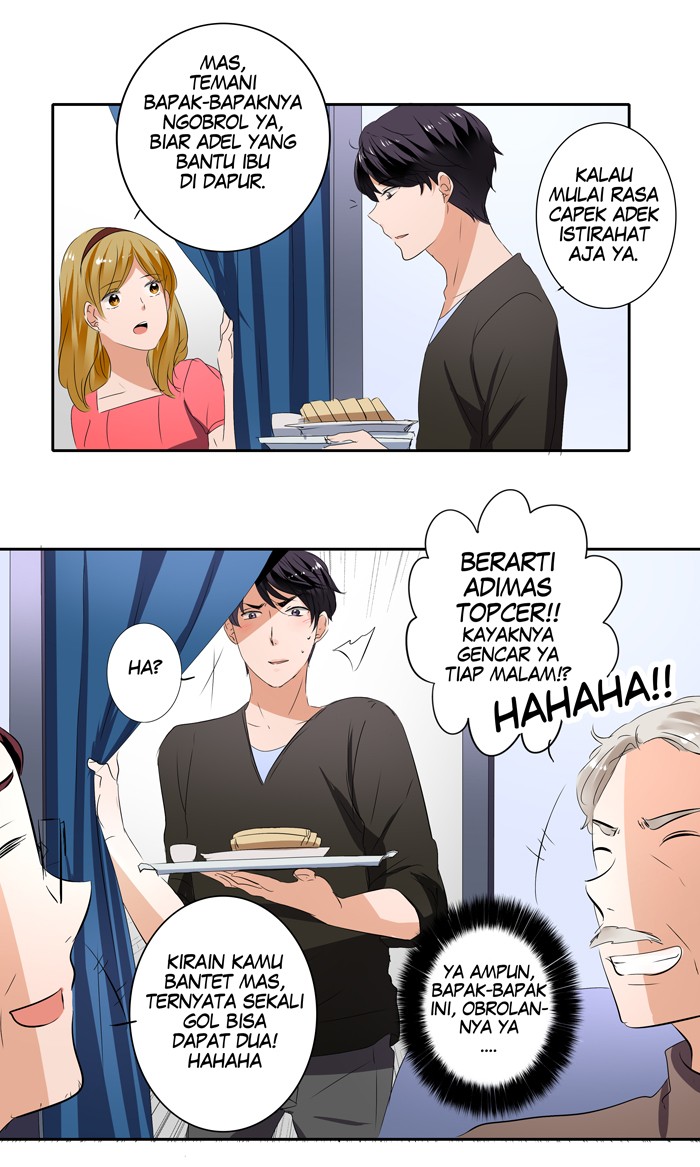 MAS,
TEMANI
BAPAK-BAPAKNYA
NGOBROL YA,
BIAR ADEL YANG
BANTU IBU
DI DAPUR.
KALAU
MULAI RASA
CAPEK ADEK
ISTIRAHAT
AJA YA.
BERARTI
ADIMAS
TOPCER!!
KAYAKNYA
GENCAR YA
TIAP MALAM!?
HAHAHA!!
HA?
KIRAIN KAMU
BANTET MAS,
TERNYATA SEKALI
GOL BISA
DAPAT DUA!
HAHAHA
YA AMPUN,
BAPAK-BAPAK
INI, OBROLAN-
NYA YA
....